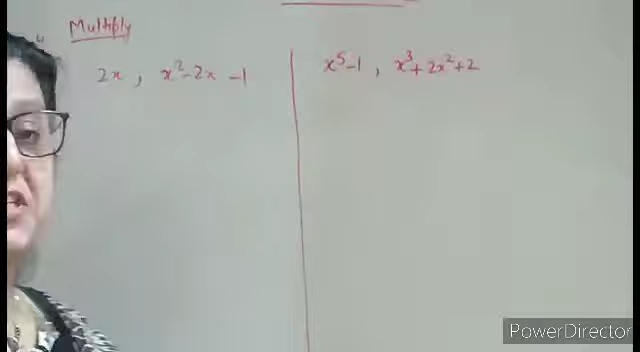 Multiply
2x , x²-2x-1
x⁵-1 , x³+2x²+2
PowerDirector